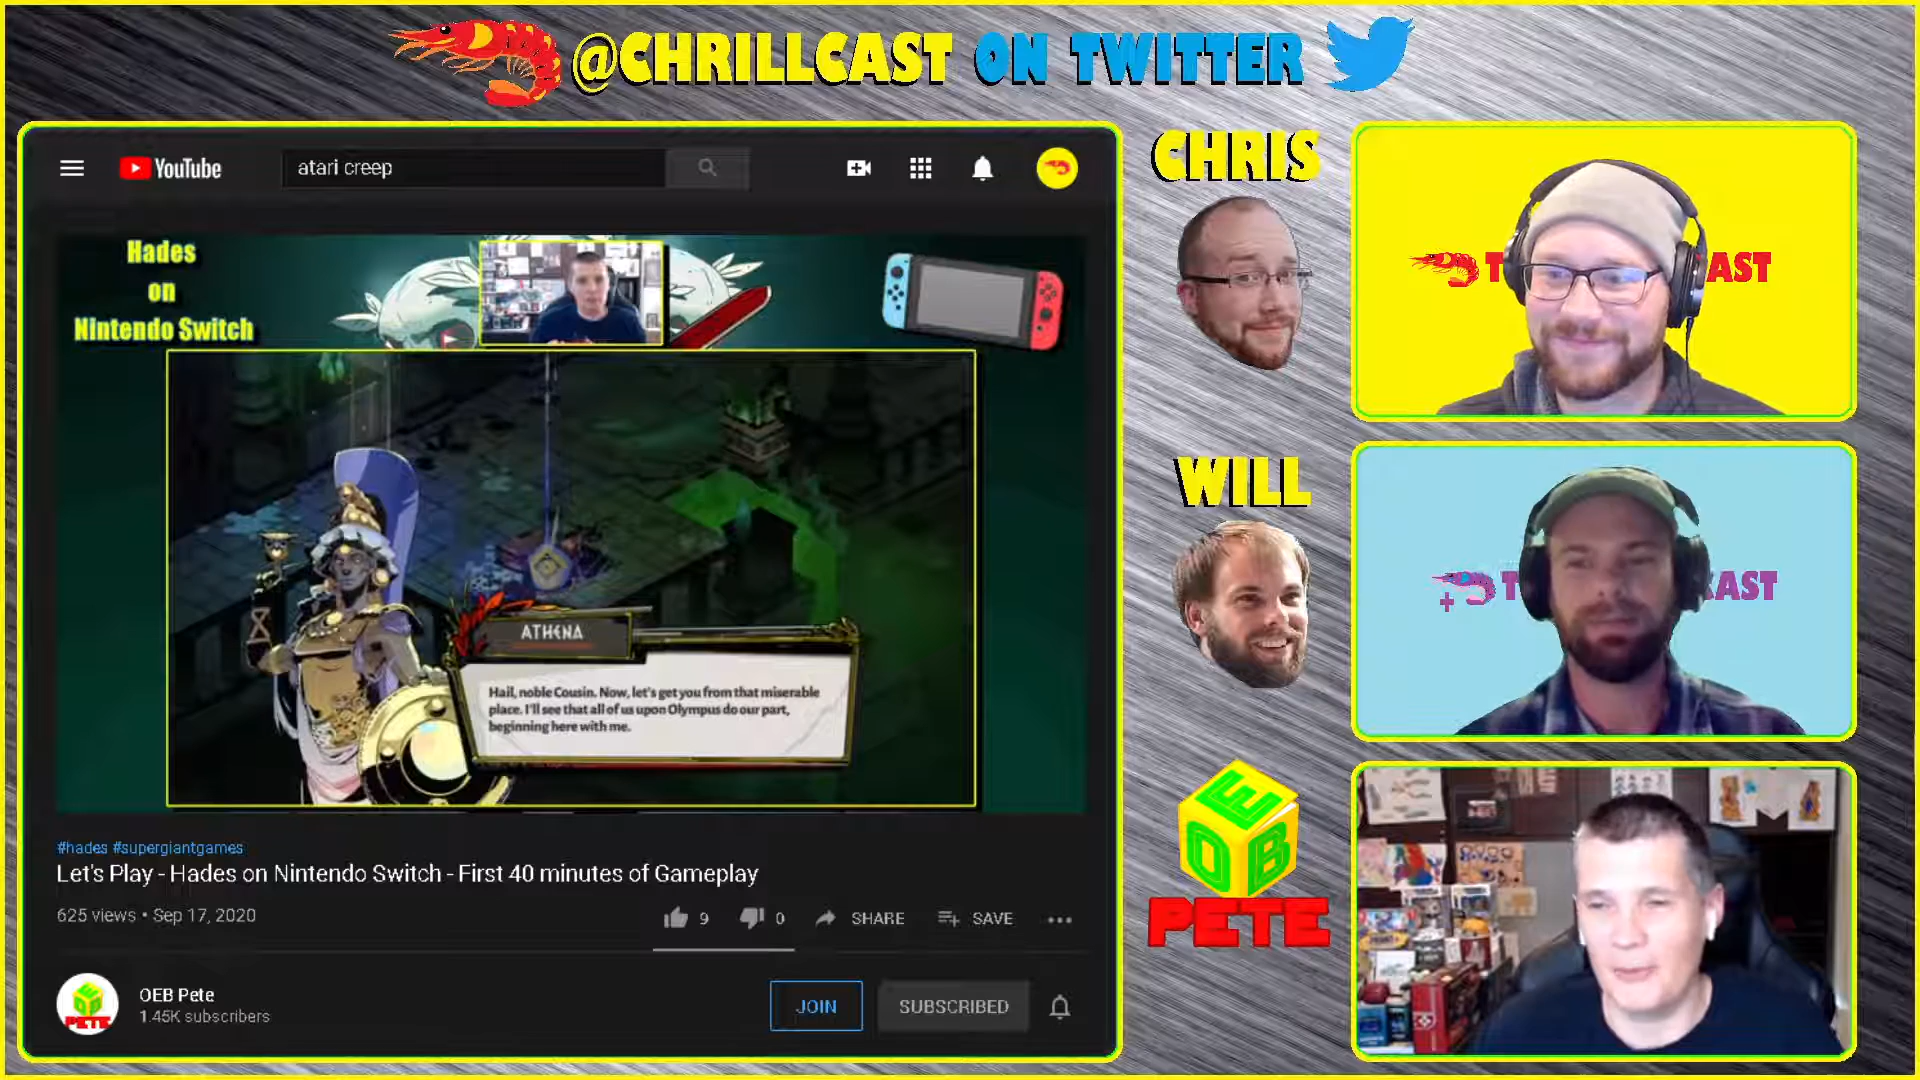 @CHRILLCAST ON TWITTER
YouTube
atari creep
Hades
on
Nintendo Switch
ATHENA
Hail, noble Cousin. Now, let's get you from that miserable
place. I'll see that all of us upon Olympus do our part,
beginning here with me.
#hades #supergiantgames
Let's Play - Hades on Nintendo Switch - First 40 minutes of Gameplay
625 views • Sep 17, 2020
9
0
SHARE
SAVE
OEB Pete
1.45K subscribers
JOIN
SUBSCRIBED
CHRIS
T
AST
WILL
T
CAST
OEB
PETE